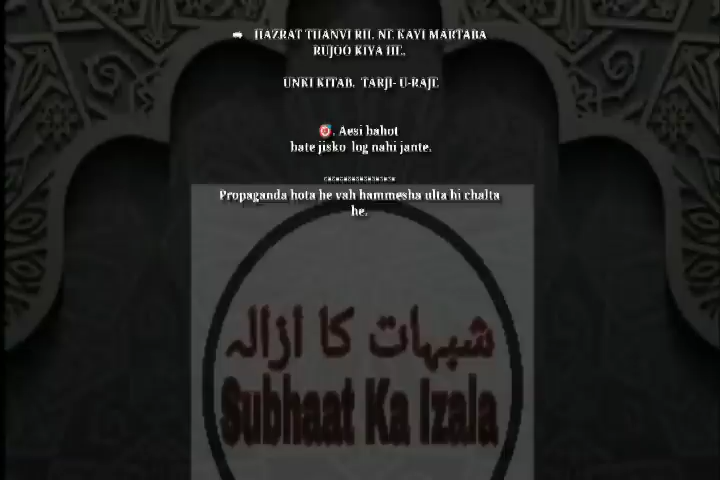 ➡ HAZRAT THANVI RH. NE KAYI MARTABA
RUJOO KIYA HE.
UNKI KITAB. TARJI- U-RAJE
🎯. Aesi bahot
bate jisko log nahi jante.
Propaganda hota he vah hammesha ulta hi chalta
he.
شبہات کا ازالہ
Subhaat Ka Izala